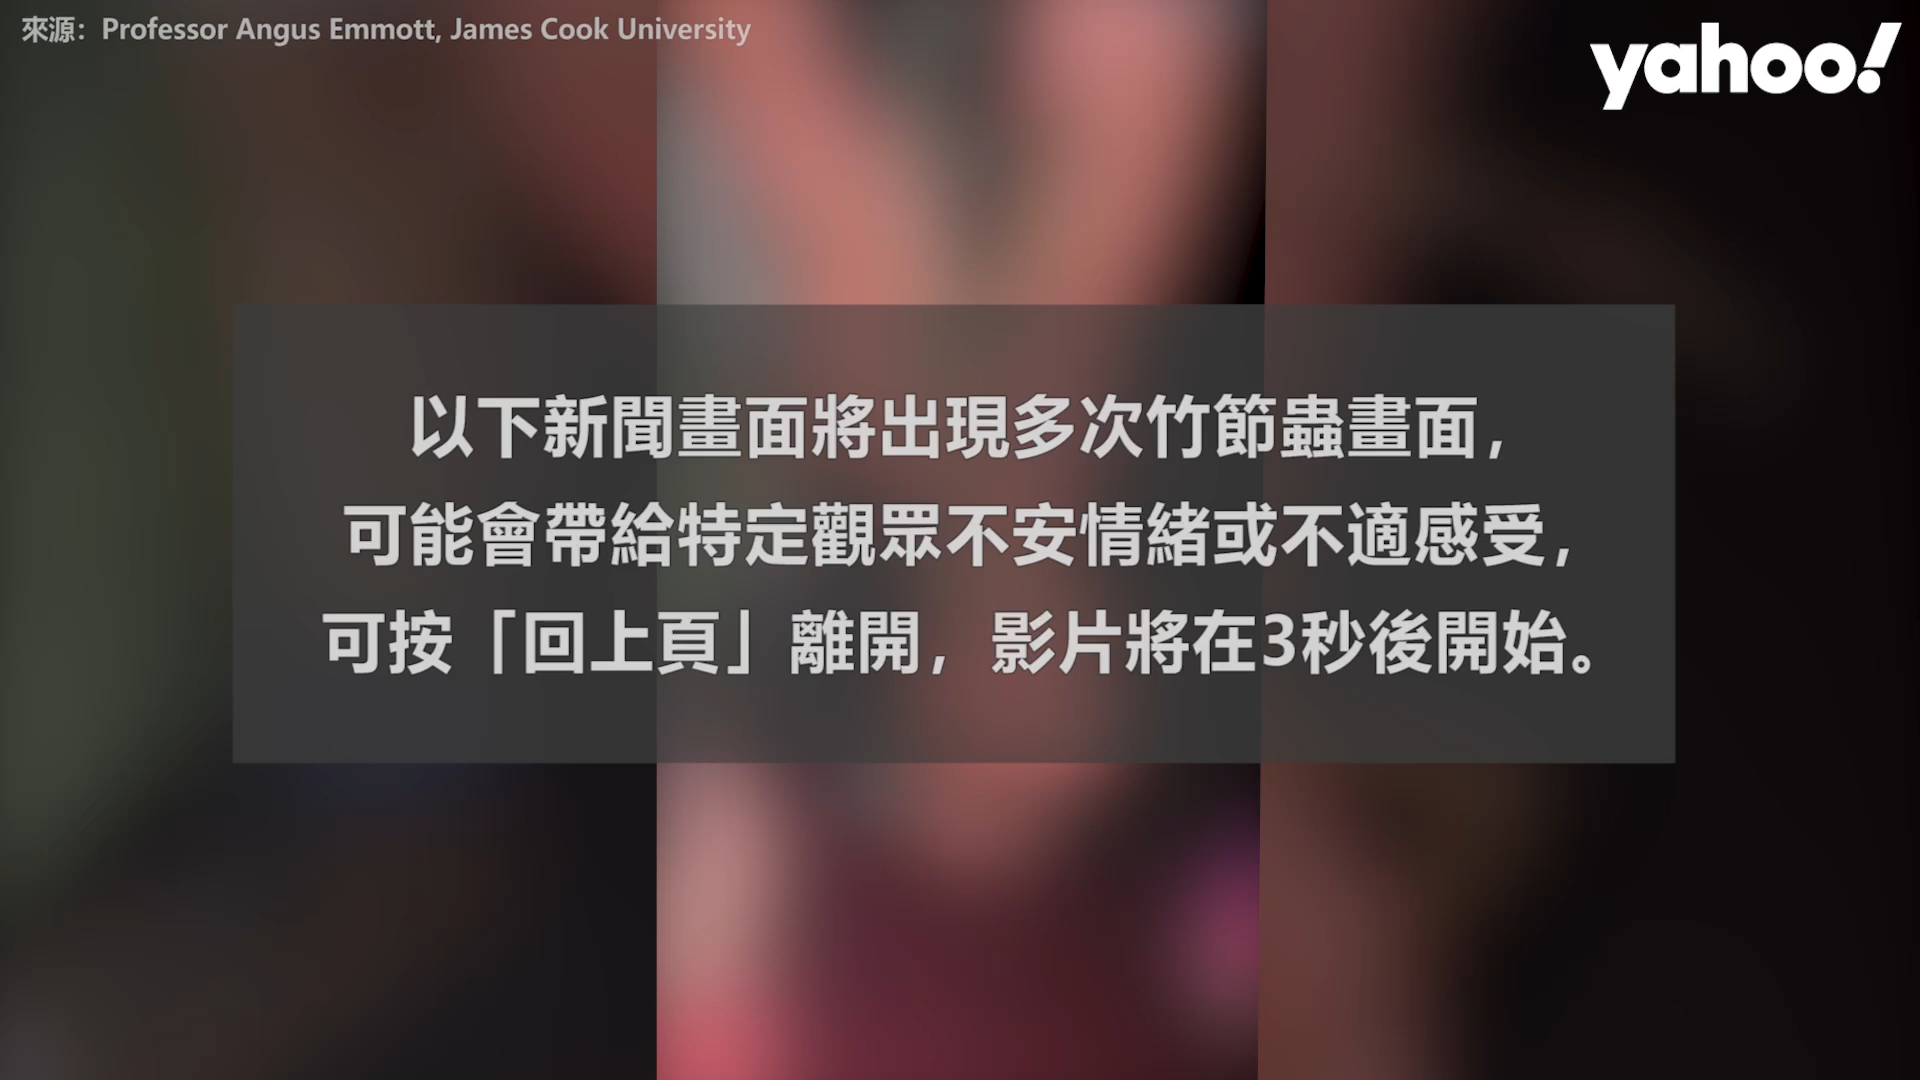 來源：Professor Angus Emmott, James Cook University
yahoo!
以下新聞畫面將出現多次竹節蟲畫面，
可能會帶給特定觀眾不安情緒或不適感受，
可按「回上頁」離開，影片將在3秒後開始。